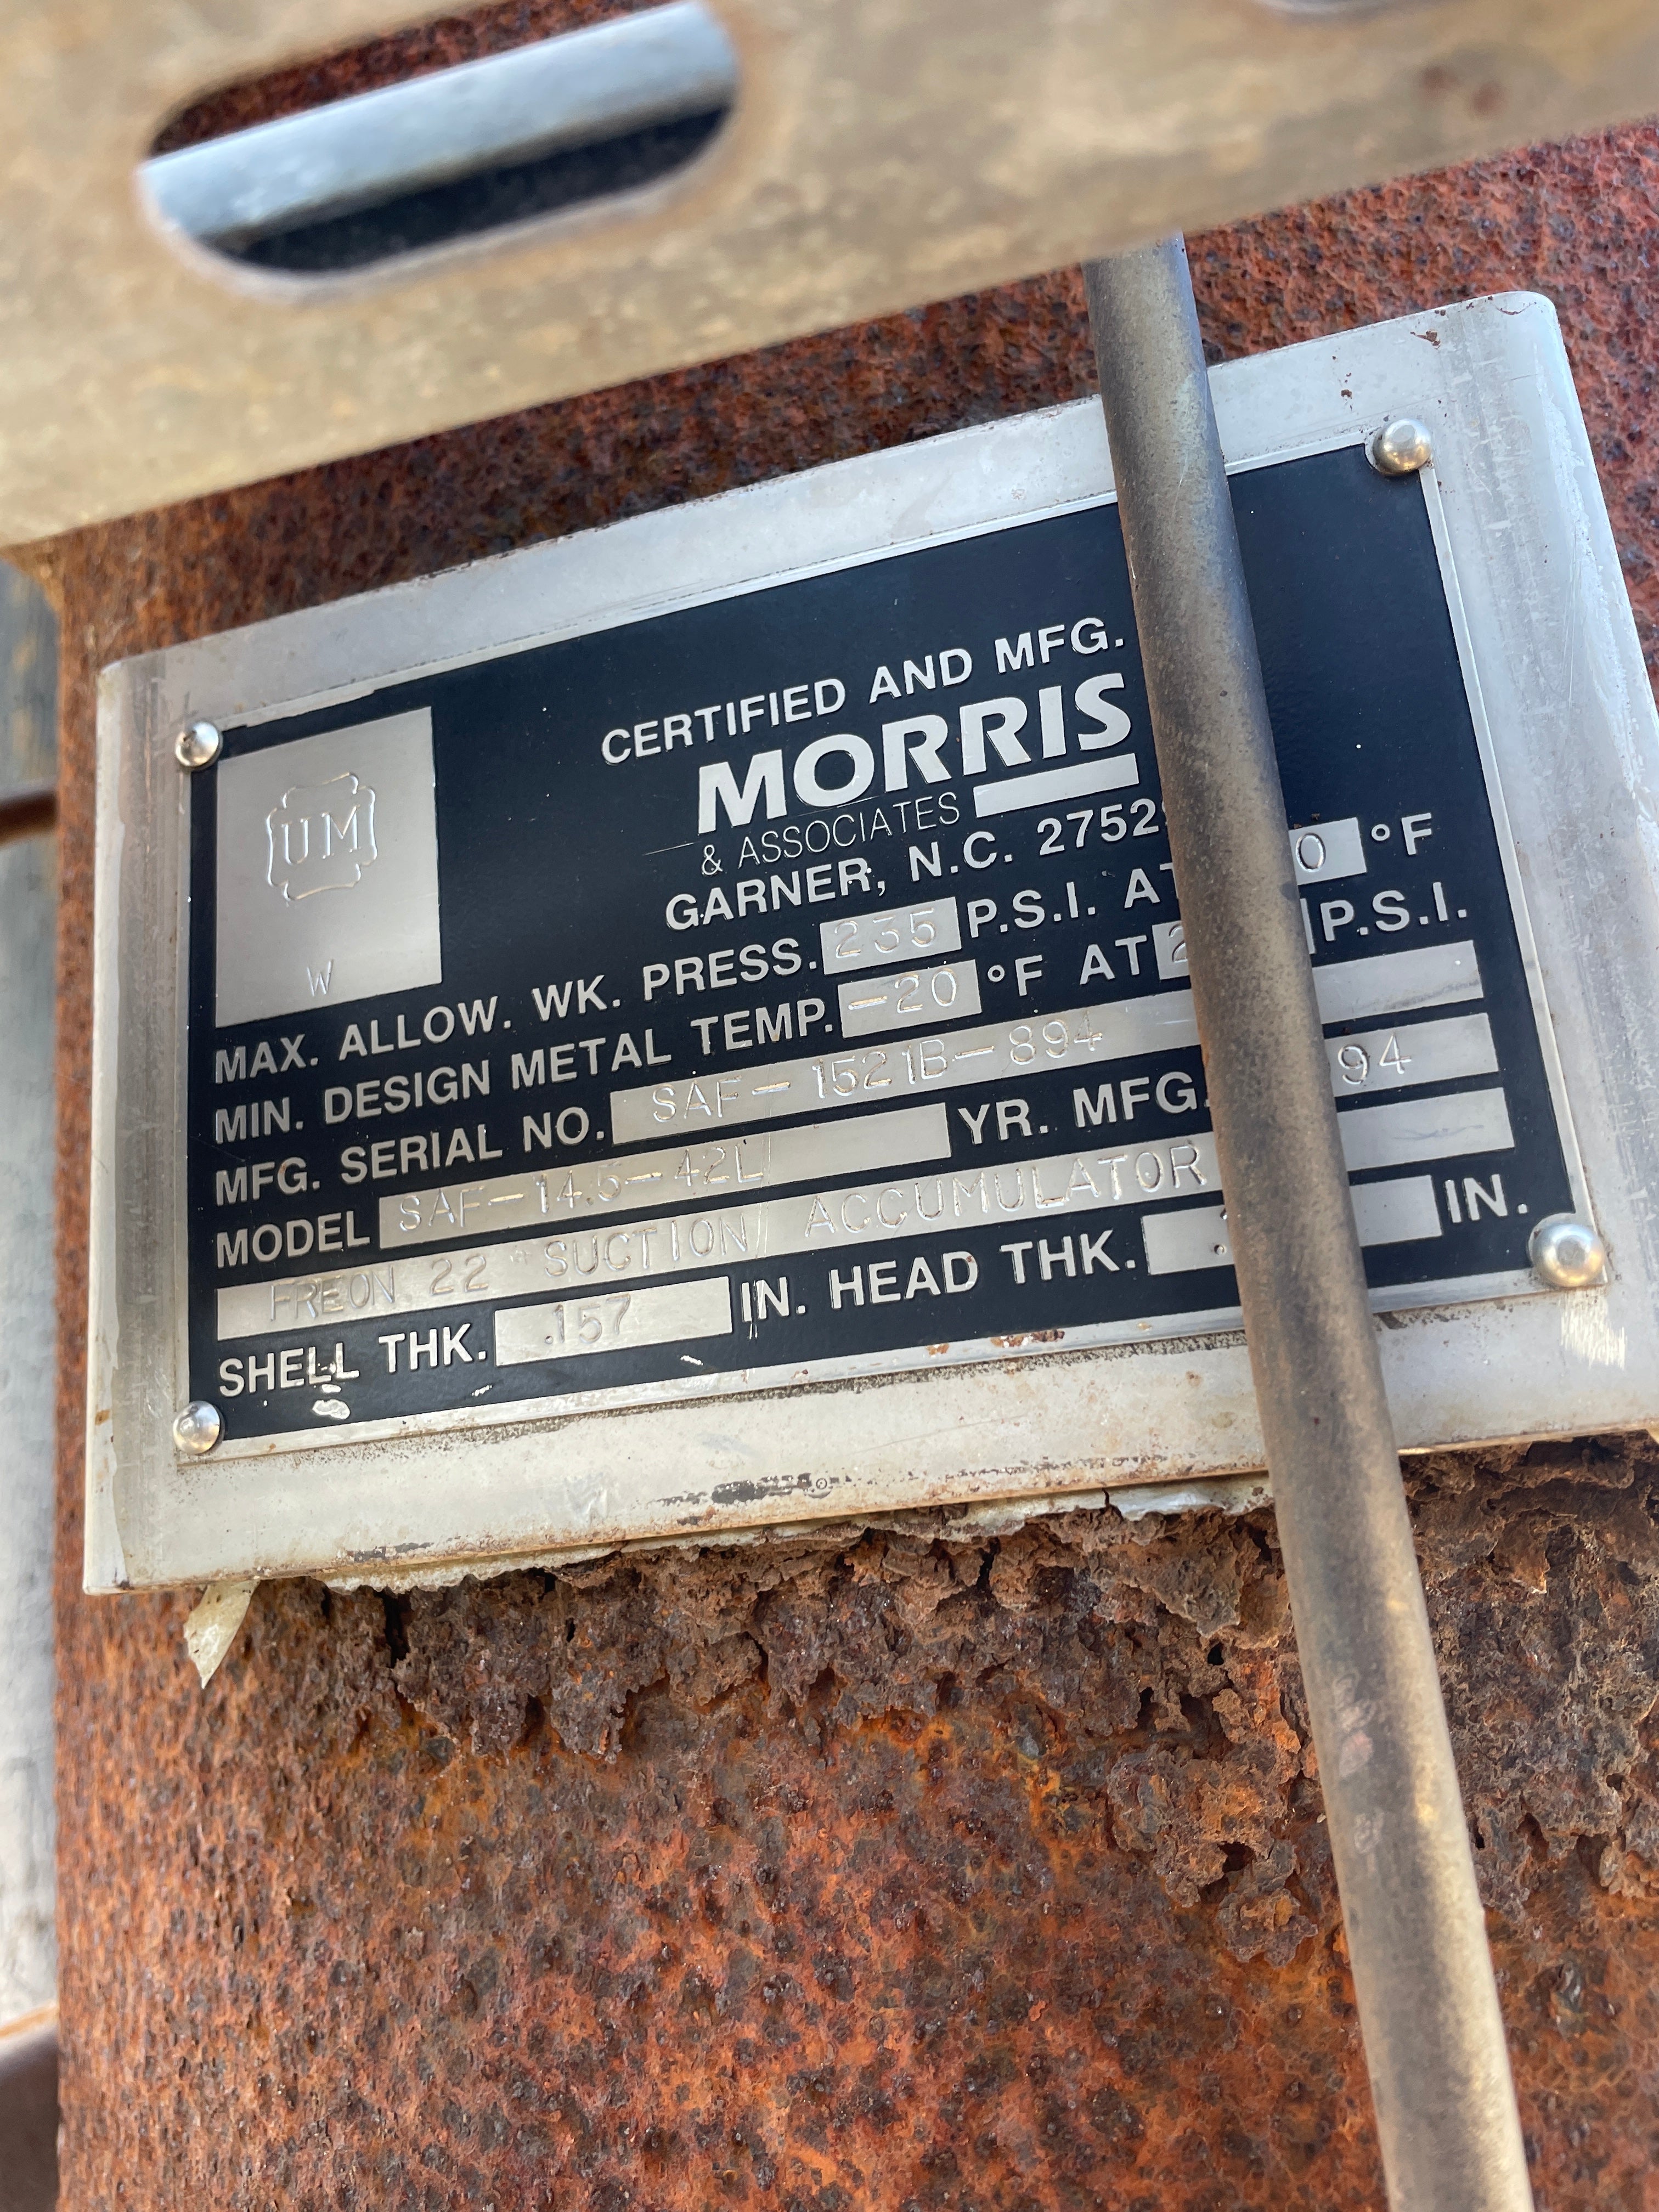 UM
W
CERTIFIED AND MFG.
MORRIS
& ASSOCIATES
GARNER, N.C. 2752
MAX. ALLOW. WK. PRESS. 235 P.S.I. AT 0 °F
MIN. DESIGN METAL TEMP. -20 °F AT 2 P.S.I.
MFG. SERIAL NO. SAF-1521B-894
MODEL SAF-14.5-42L YR. MFG. 94
FREON 22 SUCTION ACCUMULATOR
SHELL THK. .157 IN. HEAD THK. . IN.